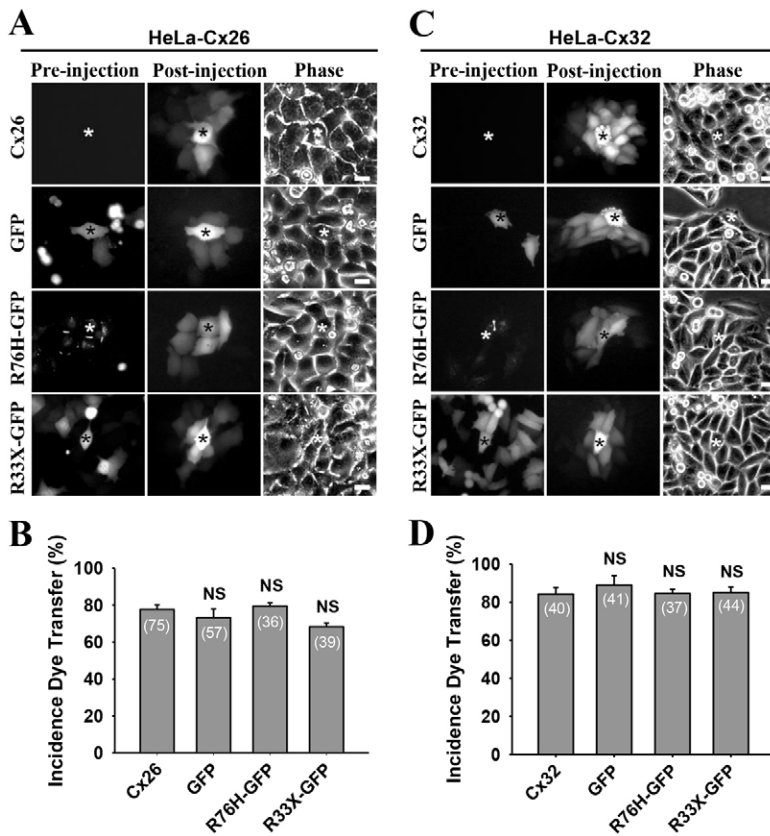 A
HeLa-Cx26
Pre-injection Post-injection Phase
Cx26
*
*
*
GFP
*
*
*
R76H-GFP
*
*
*
R33X-GFP
*
*
*
C
HeLa-Cx32
Pre-injection Post-injection Phase
Cx32
*
*
*
GFP
*
*
*
R76H-GFP
*
*
*
R33X-GFP
*
*
*
B
Incidence Dye Transfer (%)
100
80
60
40
20
0
NS
NS
NS
(75)
(57)
(36)
(39)
Cx26
GFP
R76H-GFP
R33X-GFP
D
Incidence Dye Transfer (%)
100
80
60
40
20
0
NS
NS
NS
(40)
(41)
(37)
(44)
Cx32
GFP
R76H-GFP
R33X-GFP